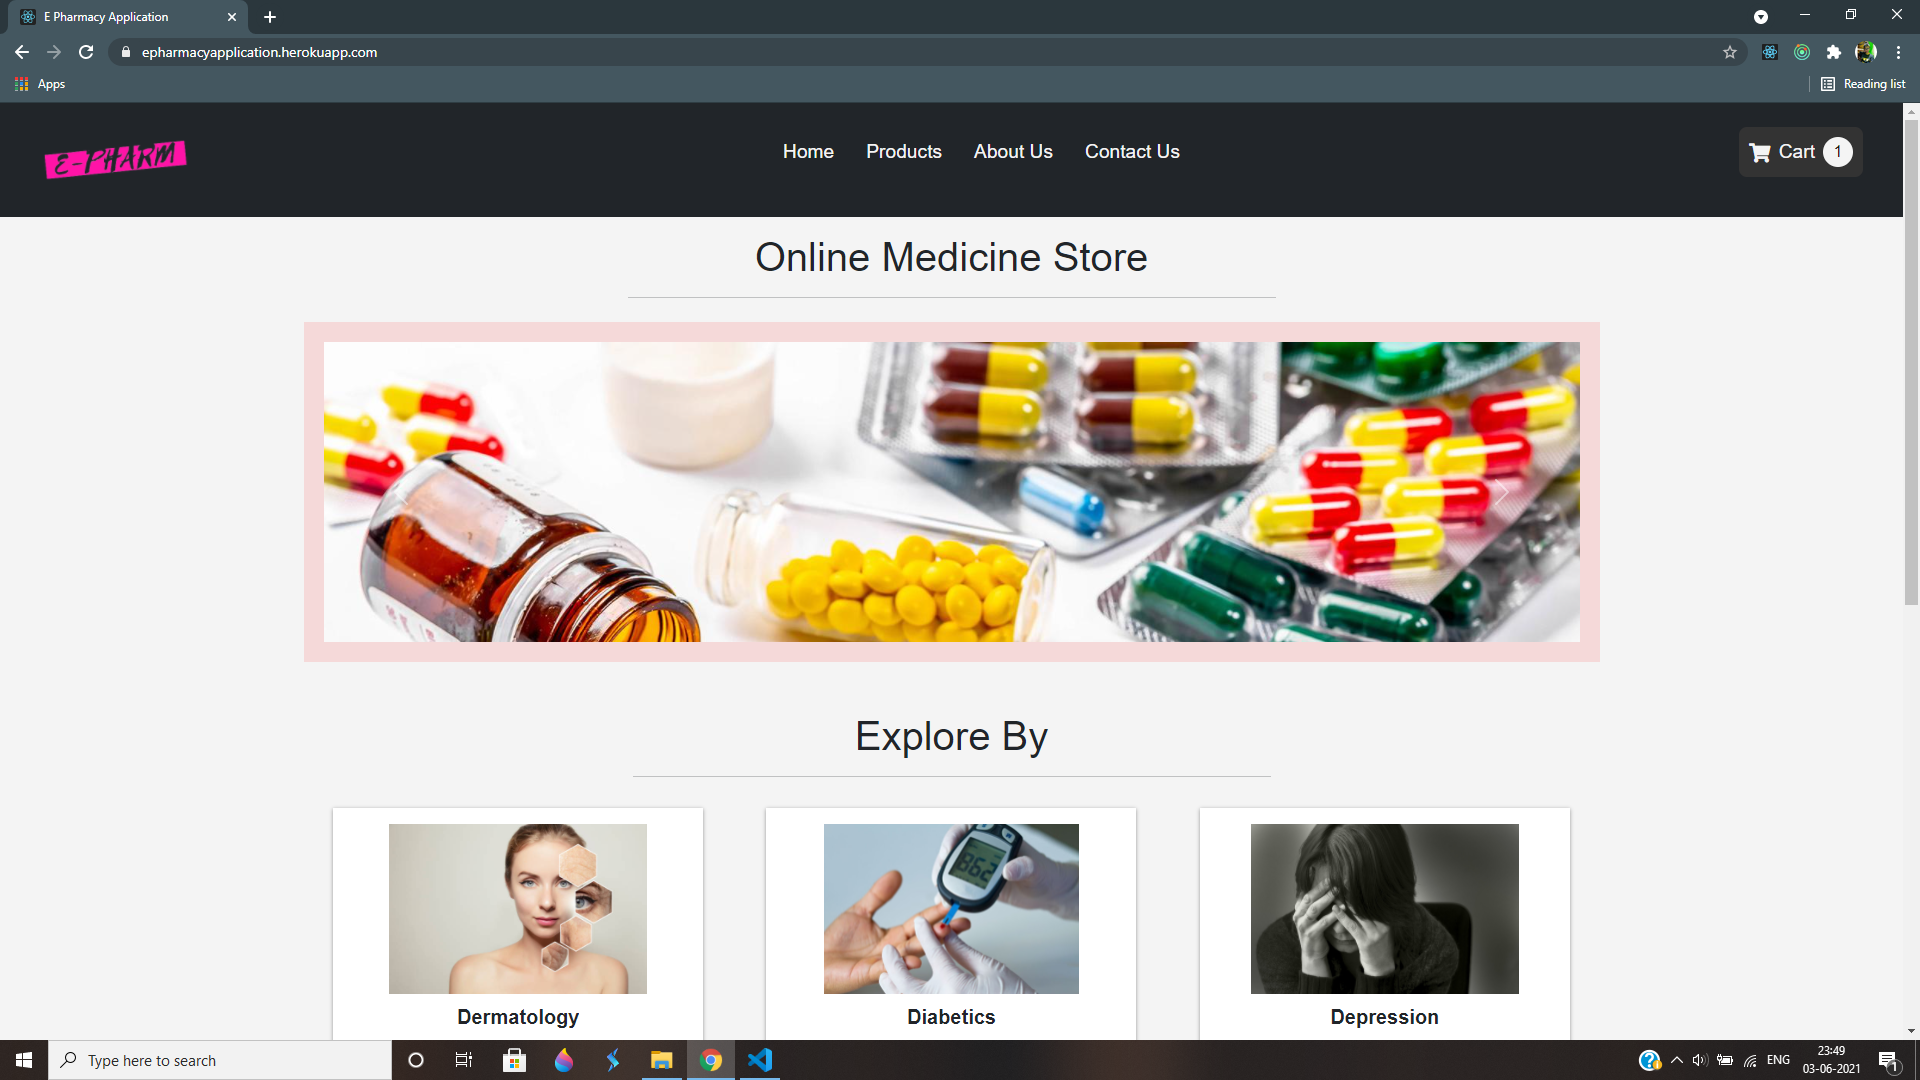 E Pharmacy Application
epharmacyapplication.herokuapp.com
Apps
Reading list
E-PHARM
Home
Products
About Us
Contact Us
Cart 1
Online Medicine Store
Explore By
Dermatology
Diabetics
Depression
Type here to search
ENG
23:49
03-06-2021
1